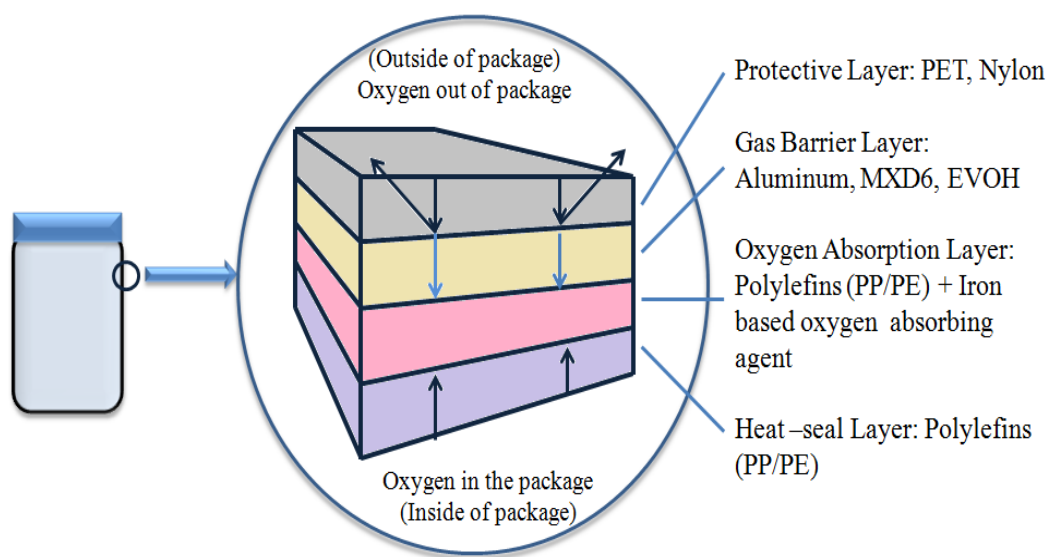 (Outside of package)
Oxygen out of package
Protective Layer: PET, Nylon
Gas Barrier Layer:
Aluminum, MXD6, EVOH
Oxygen Absorption Layer:
Polylefins (PP/PE) + Iron
based oxygen absorbing
agent
Heat –seal Layer: Polylefins
(PP/PE)
Oxygen in the package
(Inside of package)